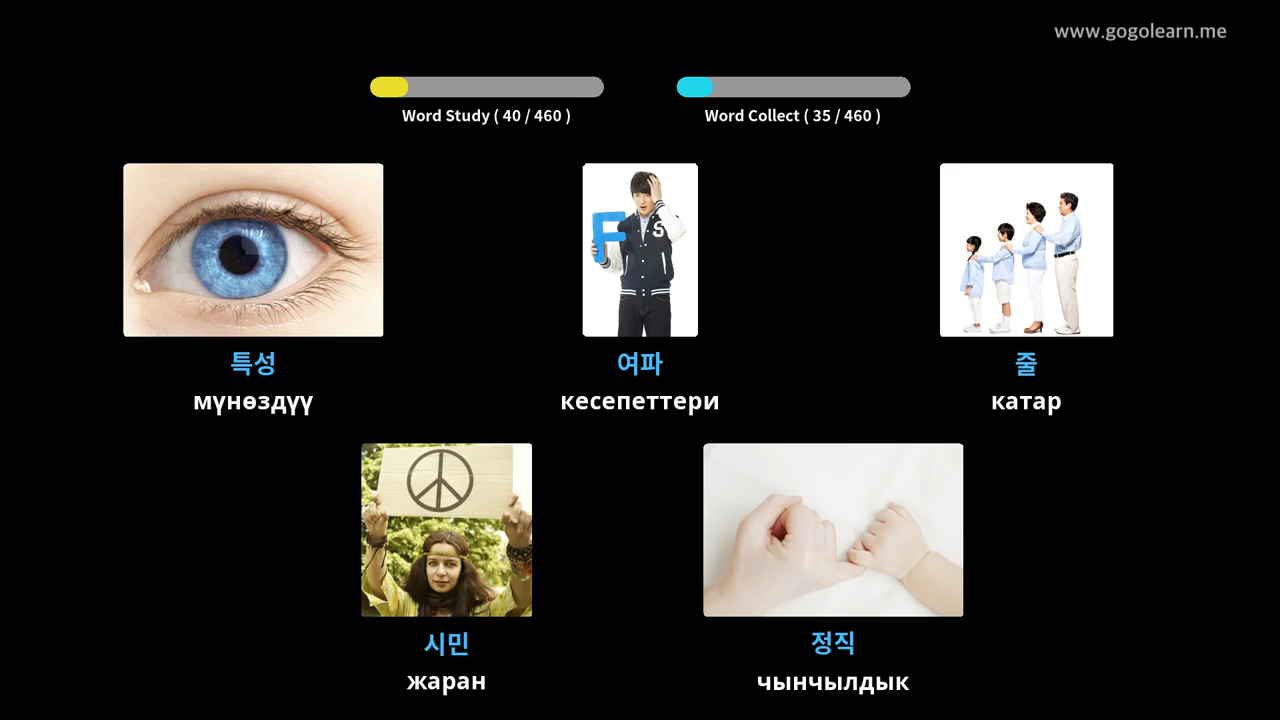 www.gogolearn.me
Word Study ( 40 / 460 )
Word Collect ( 35 / 460 )
F
S
특성
мүнөздүү
여파
кесепеттери
줄
катар
시민
жаран
정직
чынчылдык